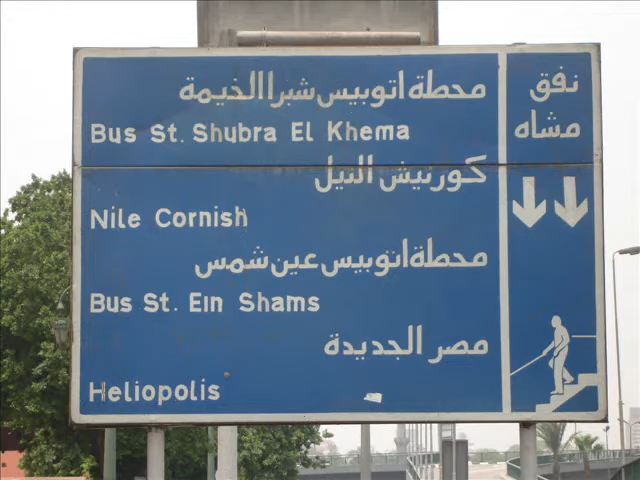 محطة اتوبيس شبرا الخيمة
Bus St. Shubra El Khema
كورنيش النيل
Nile Cornish
محطة اتوبيس عين شمس
Bus St. Ein Shams
مصر الجديدة
Heliopolis
نفق
مشاه